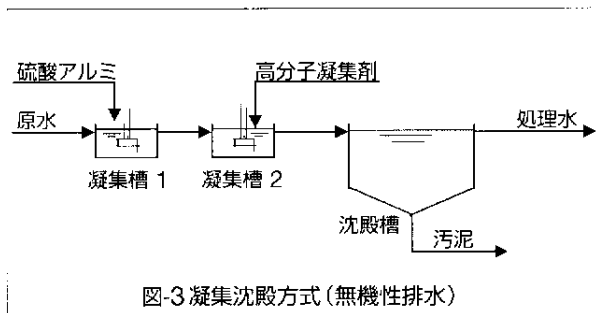 硫酸アルミ
高分子凝集剤
原水
処理水
凝集槽 1
凝集槽 2
沈殿槽
汚泥
図-3 凝集沈殿方式(無機性排水)